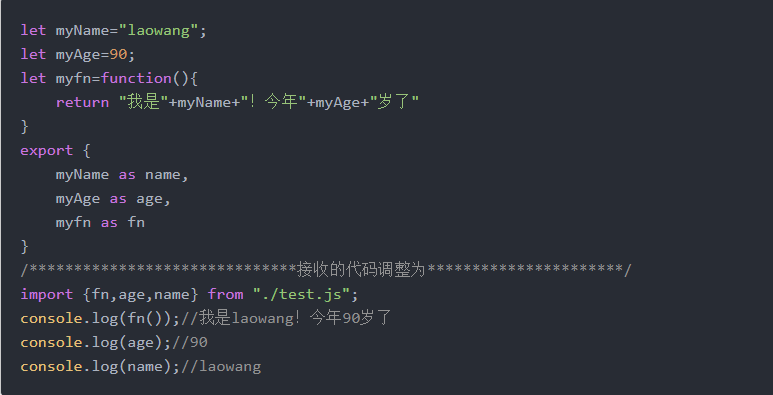 let myName="laowang";
let myAge=90;
let myfn=function(){
    return "我是"+myName+"！今年"+myAge+"岁了"
}
export {
    myName as name,
    myAge as age,
    myfn as fn
}
/******************************接收的代码调整为**********************/
import {fn,age,name} from "./test.js";
console.log(fn());//我是laowang！今年90岁了
console.log(age);//90
console.log(name);//laowang